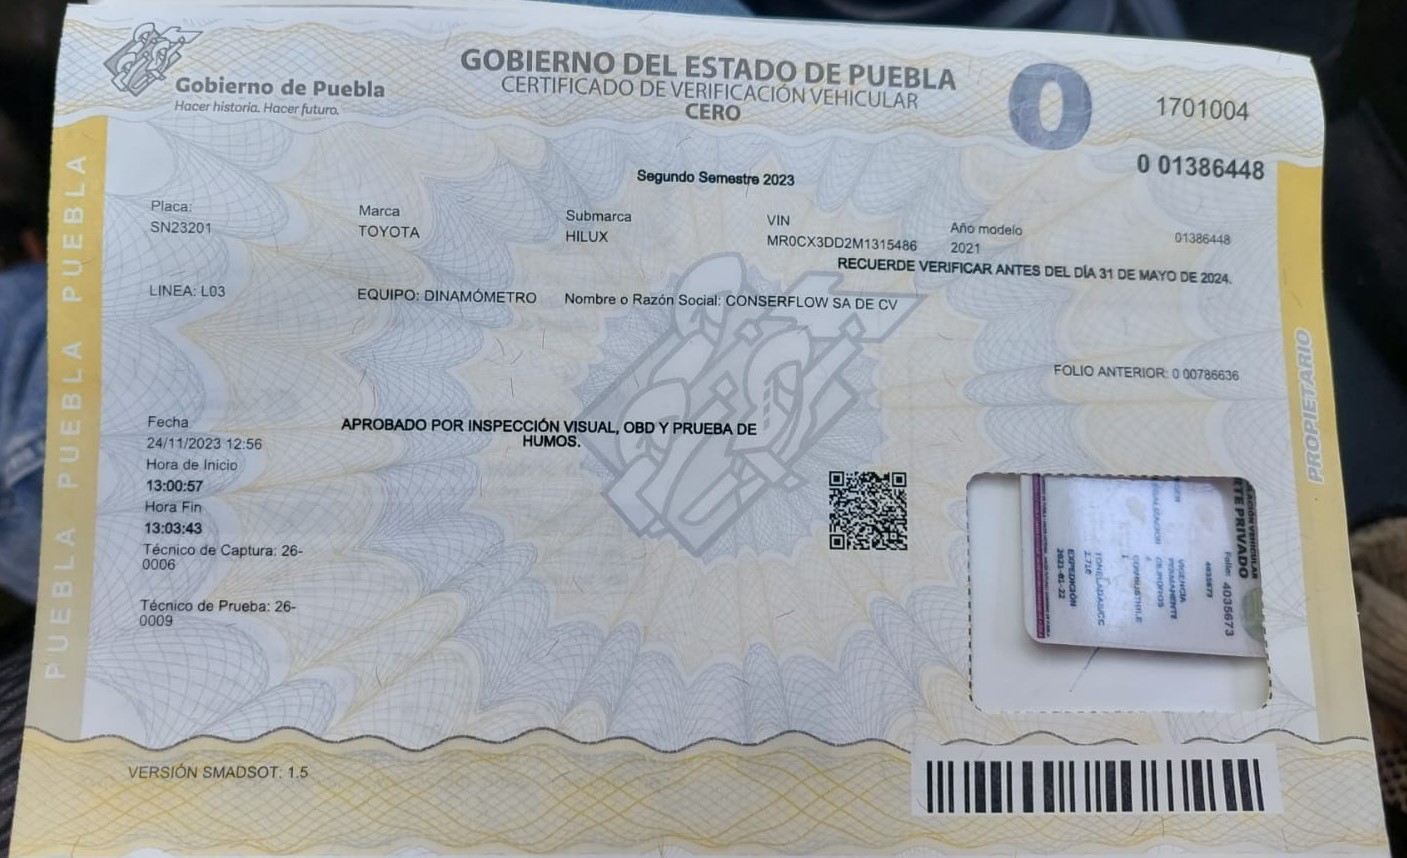 Gobierno de Puebla
Hacer historia. Hacer futuro.
GOBIERNO DEL ESTADO DE PUEBLA
CERTIFICADO DE VERIFICACIÓN VEHICULAR
CERO
0
1701004
0 01386448
Segundo Semestre 2023
Placa:
SN23201
Marca
TOYOTA
Submarca
HILUX
VIN
MR0CX3DD2M1315486
Año modelo
2021
01386448
RECUERDE VERIFICAR ANTES DEL DÍA 31 DE MAYO DE 2024.
LINEA: L03
EQUIPO: DINAMÓMETRO
Nombre o Razón Social: CONSERFLOW SA DE CV
FOLIO ANTERIOR: 0 00786636
Fecha
24/11/2023 12:56
Hora de Inicio
13:00:57
Hora Fin
13:03:43
Técnico de Captura: 26-
0006
Técnico de Prueba: 26-
0009
APROBADO POR INSPECCIÓN VISUAL, OBD Y PRUEBA DE
HUMOS.
PUEBLA PUEBLA PUEBLA PUEBLA
PROPIETARIO
PRIVADO
Folio: 4035673
4035673
VIGENCIA
PERMANENTE
CILINDROS
4
COMBUSTIBLE
1
TONELADAS/CC
EXPEDICIÓN
2021-01-22
VERSIÓN SMADSOT: 1.5